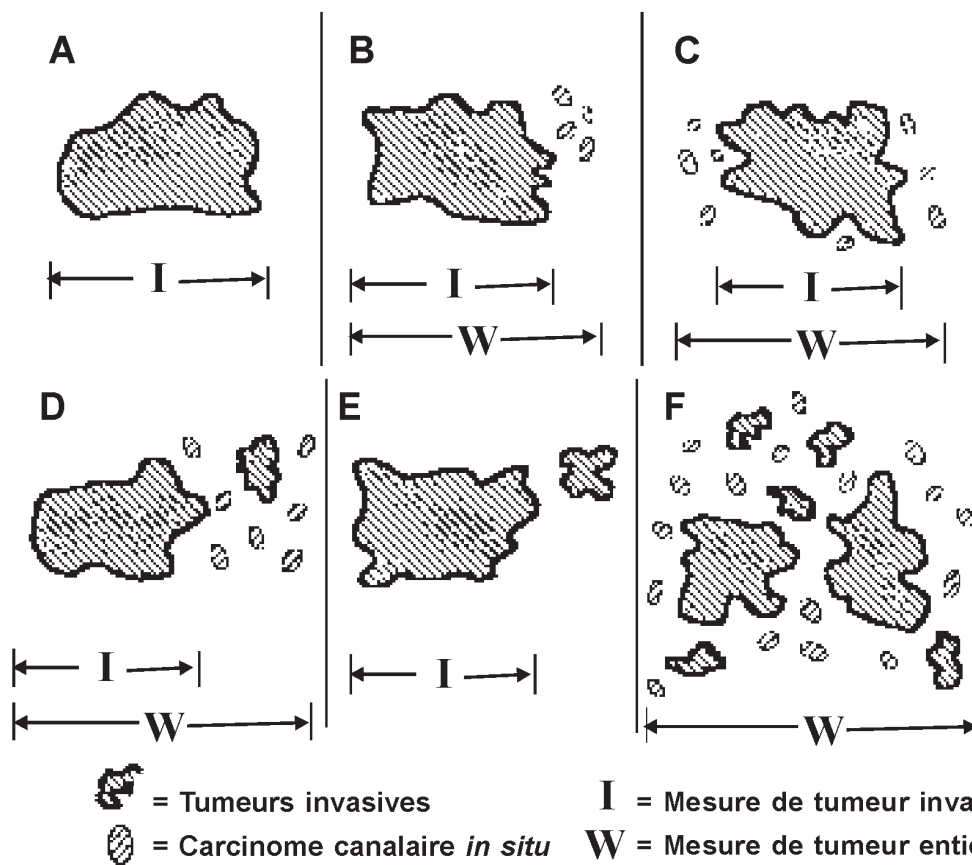 A B C
I I I
W W
D E F
I I
W W
= Tumeurs invasives I = Mesure de tumeur inva
= Carcinome canalaire in situ W = Mesure de tumeur enti